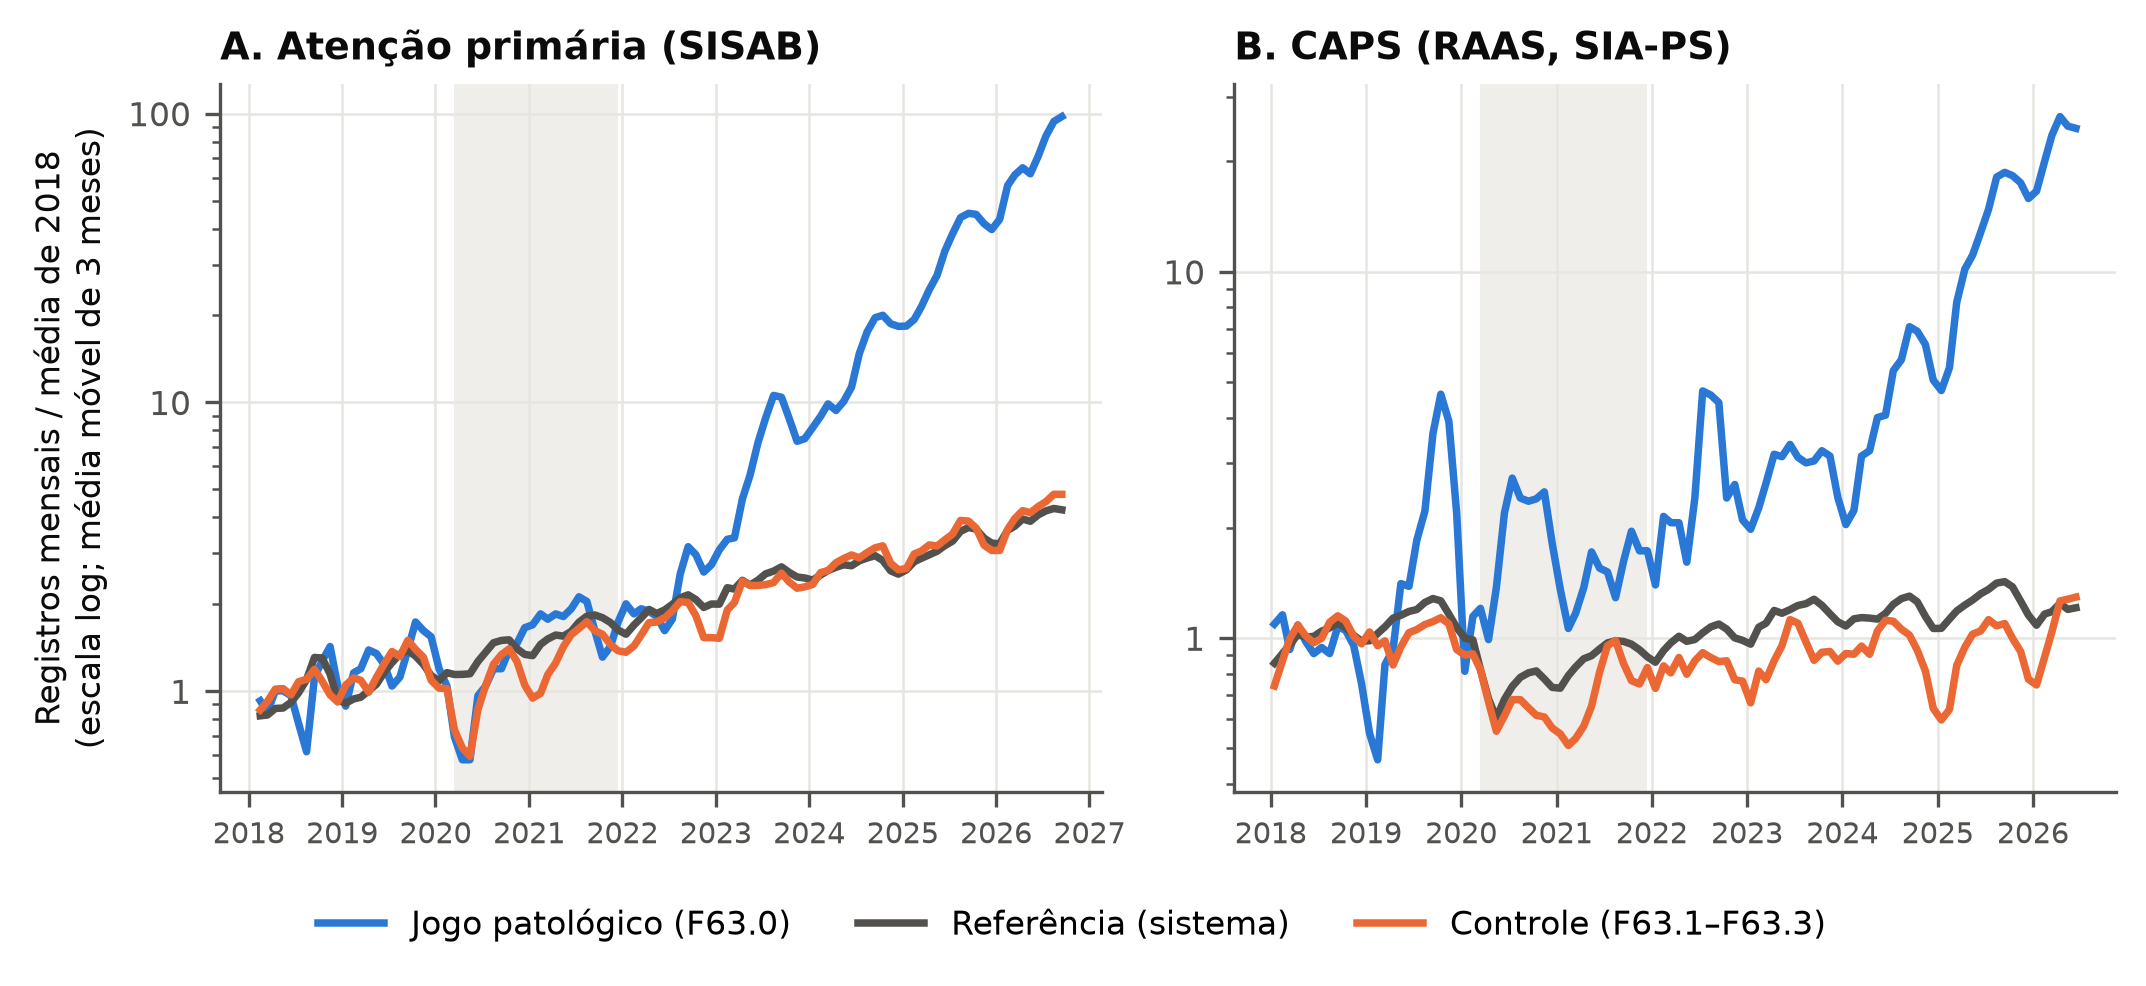 A. Atenção primária (SISAB)
B. CAPS (RAAS, SIA-PS)
Registros mensais / média de 2018
(escala log; média móvel de 3 meses)
100
10
1
2018 2019 2020 2021 2022 2023 2024 2025 2026 2027
10
1
2018 2019 2020 2021 2022 2023 2024 2025 2026
Jogo patológico (F63.0)
Referência (sistema)
Controle (F63.1–F63.3)